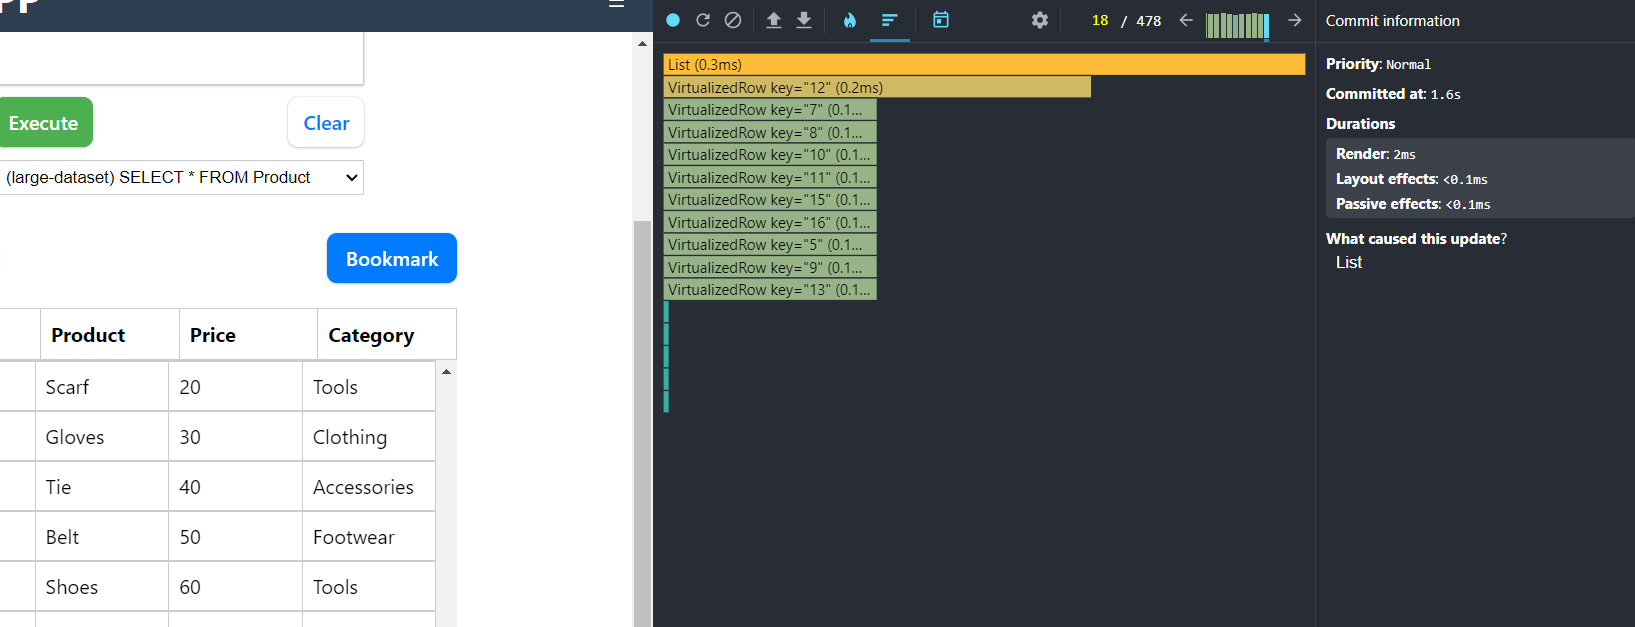 PP
Execute
Clear
(large-dataset) SELECT * FROM Product
Bookmark
Product Price Category
Scarf 20 Tools
Gloves 30 Clothing
Tie 40 Accessories
Belt 50 Footwear
Shoes 60 Tools
18 / 478
List (0.3ms)
VirtualizedRow key="12" (0.2ms)
VirtualizedRow key="7" (0.1...
VirtualizedRow key="8" (0.1...
VirtualizedRow key="10" (0.1...
VirtualizedRow key="11" (0.1...
VirtualizedRow key="15" (0.1...
VirtualizedRow key="16" (0.1...
VirtualizedRow key="5" (0.1...
VirtualizedRow key="9" (0.1...
VirtualizedRow key="13" (0.1...
Commit information
Priority: Normal
Committed at: 1.6s
Durations
Render: 2ms
Layout effects: <0.1ms
Passive effects: <0.1ms
What caused this update?
List